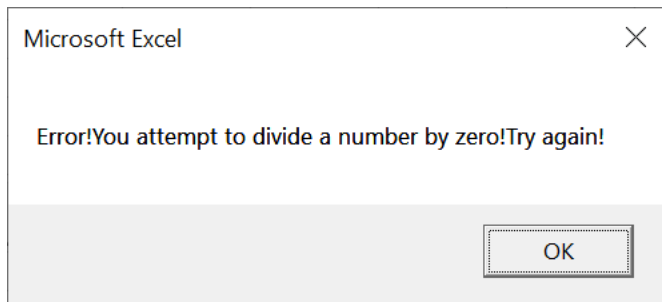 Microsoft Excel
Error!You attempt to divide a number by zero!Try again!
OK